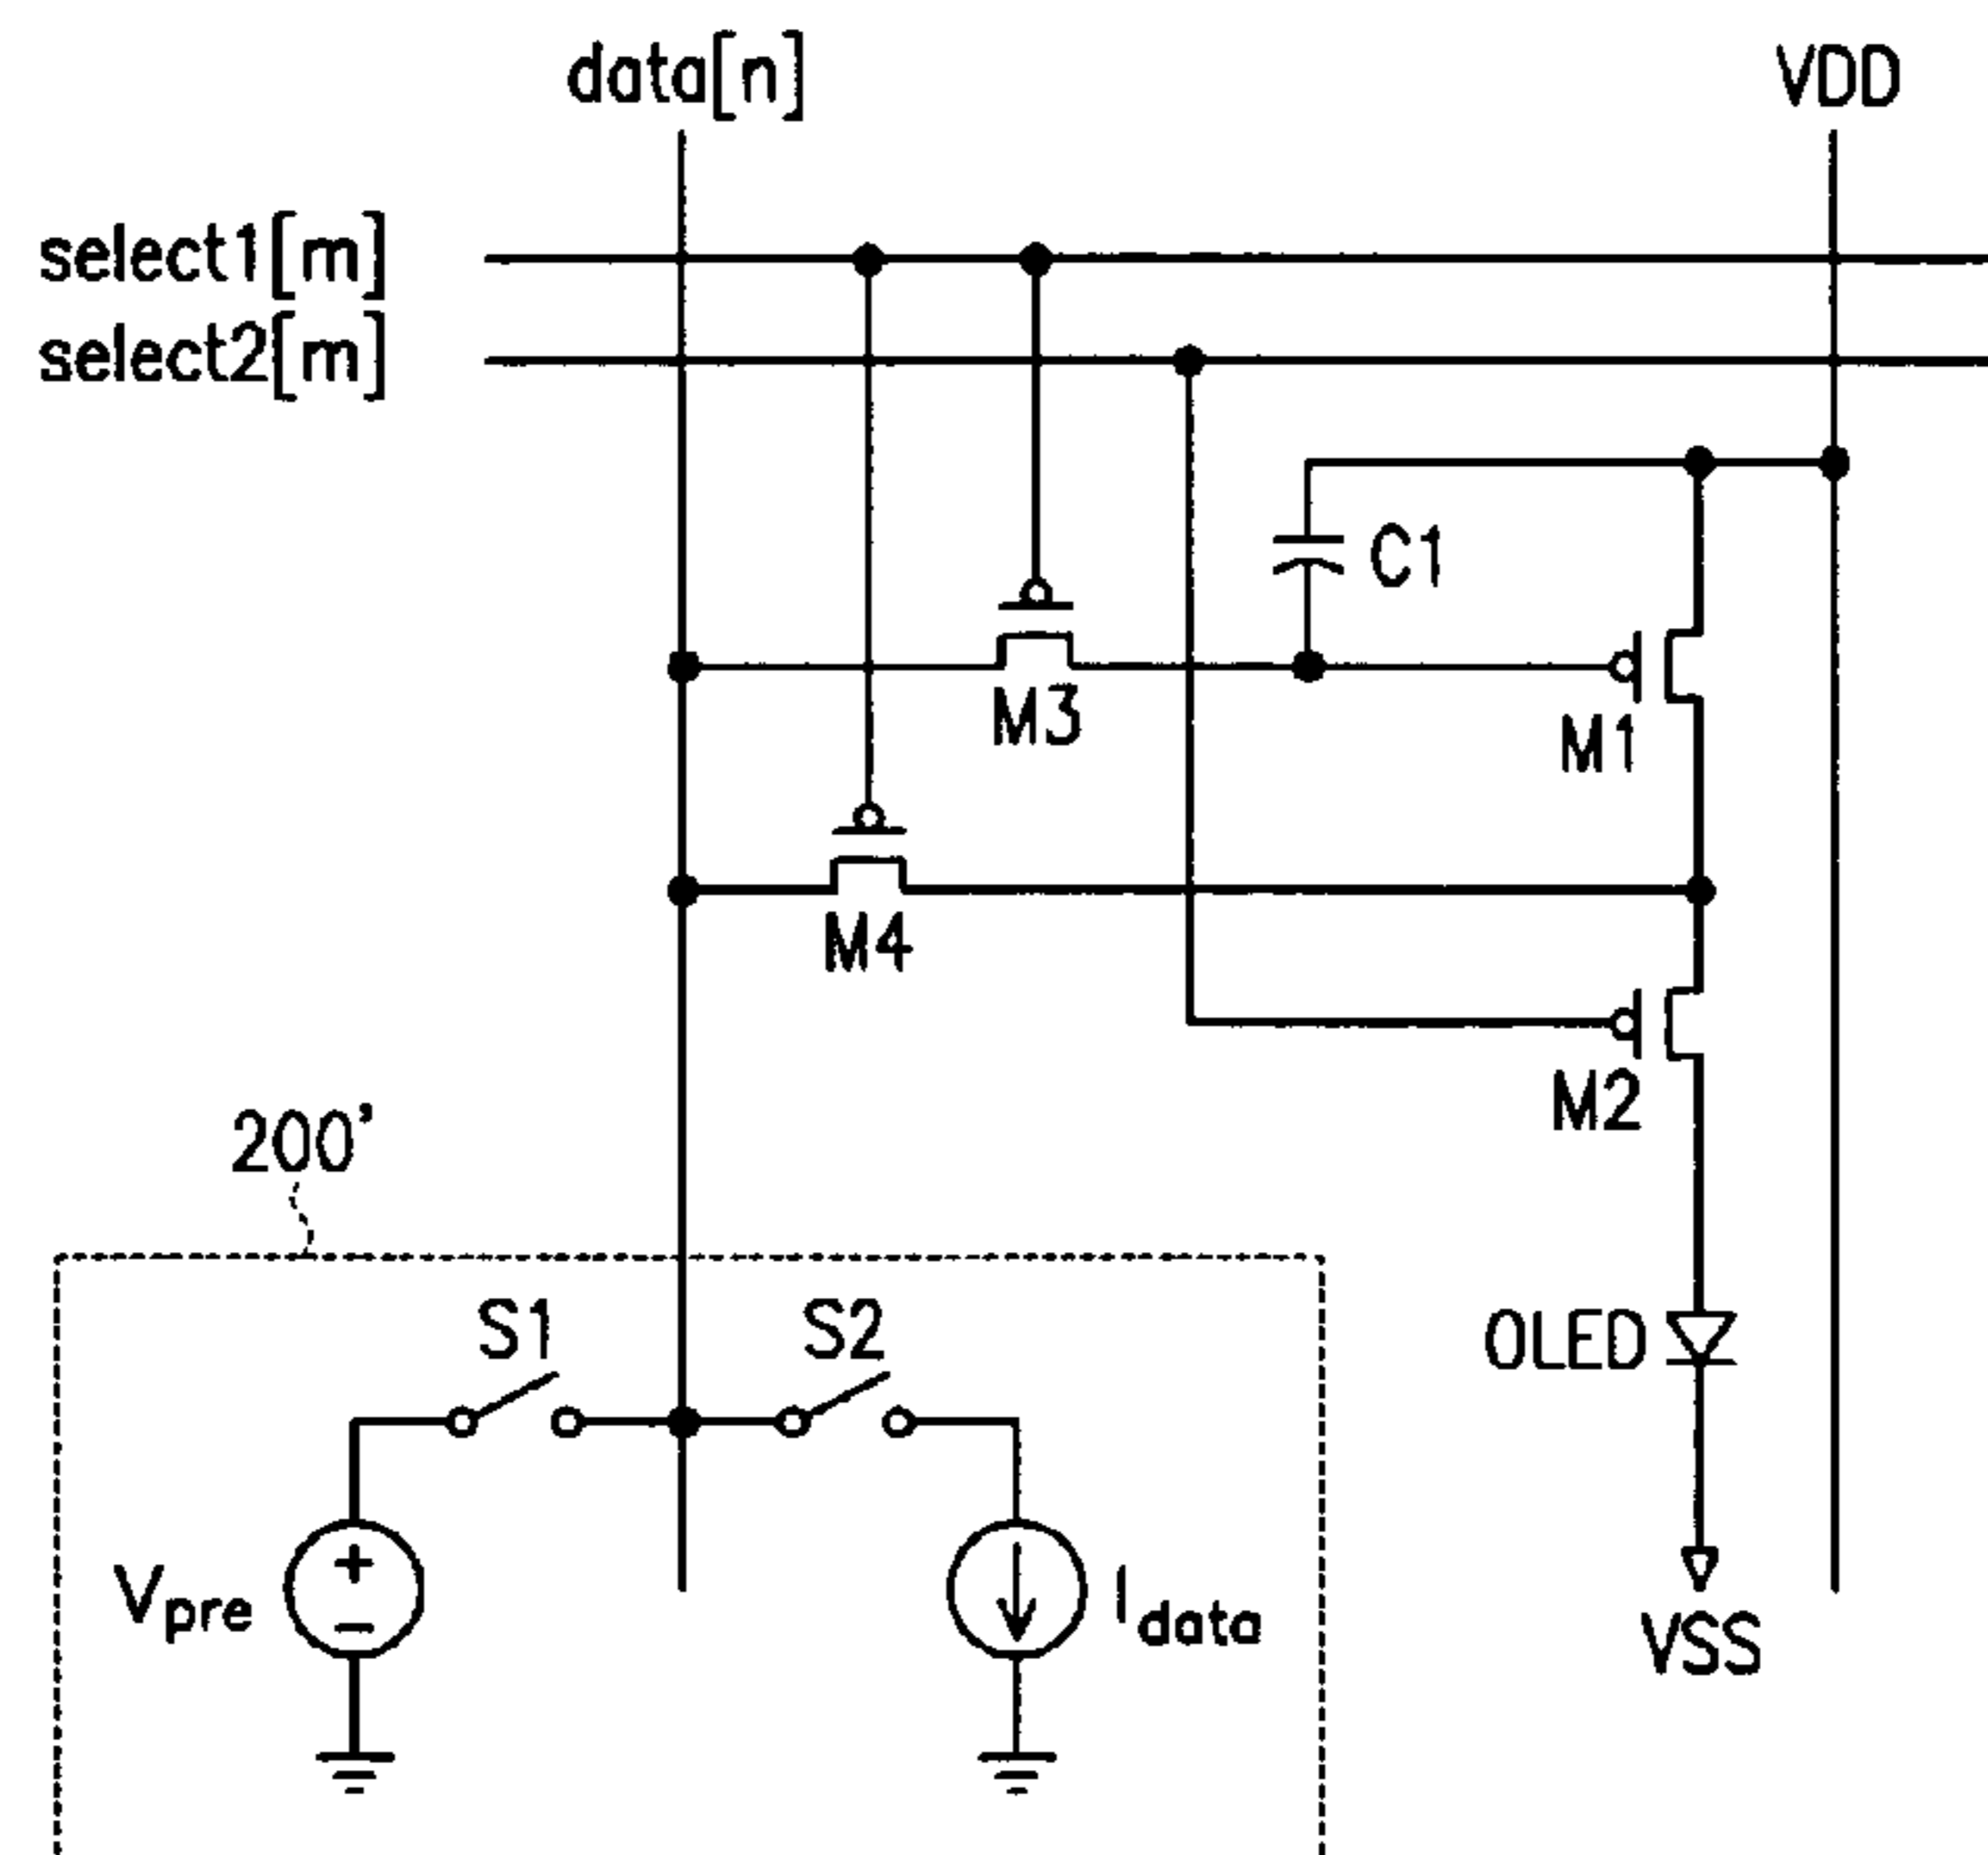 data[n]
VDD
select1[m]
select2[m]
C1
M3
M1
M4
M2
200'
S1
S2
OLED
Vpre
+
−
Idata
VSS